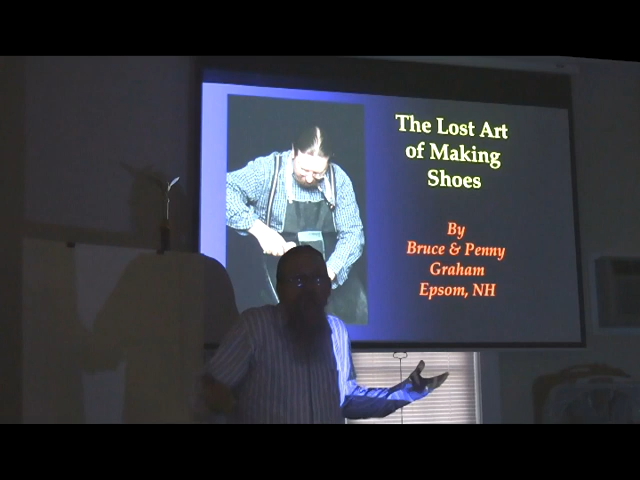 The Lost Art
of Making
Shoes
By
Bruce & Penny
Graham
Epsom, NH